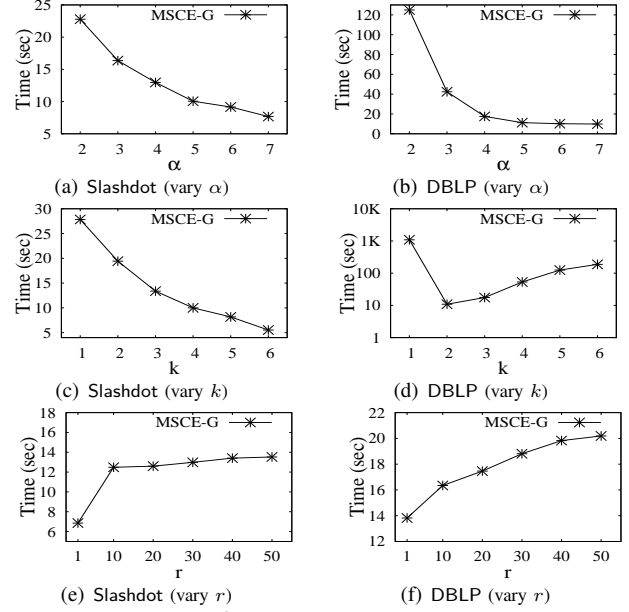 MSCE-G
Time (sec)
25
20
15
10
5
2 3 4 5 6 7
α
(a) Slashdot (vary α)
MSCE-G
Time (sec)
120
100
80
60
40
20
0
2 3 4 5 6 7
α
(b) DBLP (vary α)
MSCE-G
Time (sec)
30
25
20
15
10
5
1 2 3 4 5 6
k
(c) Slashdot (vary k)
MSCE-G
Time (sec)
10K
1K
100
10
1
1 2 3 4 5 6
k
(d) DBLP (vary k)
MSCE-G
Time (sec)
18
16
14
12
10
8
6
1 10 20 30 40 50
r
(e) Slashdot (vary r)
MSCE-G
Time (sec)
22
20
18
16
14
12
1 10 20 30 40 50
r
(f) DBLP (vary r)